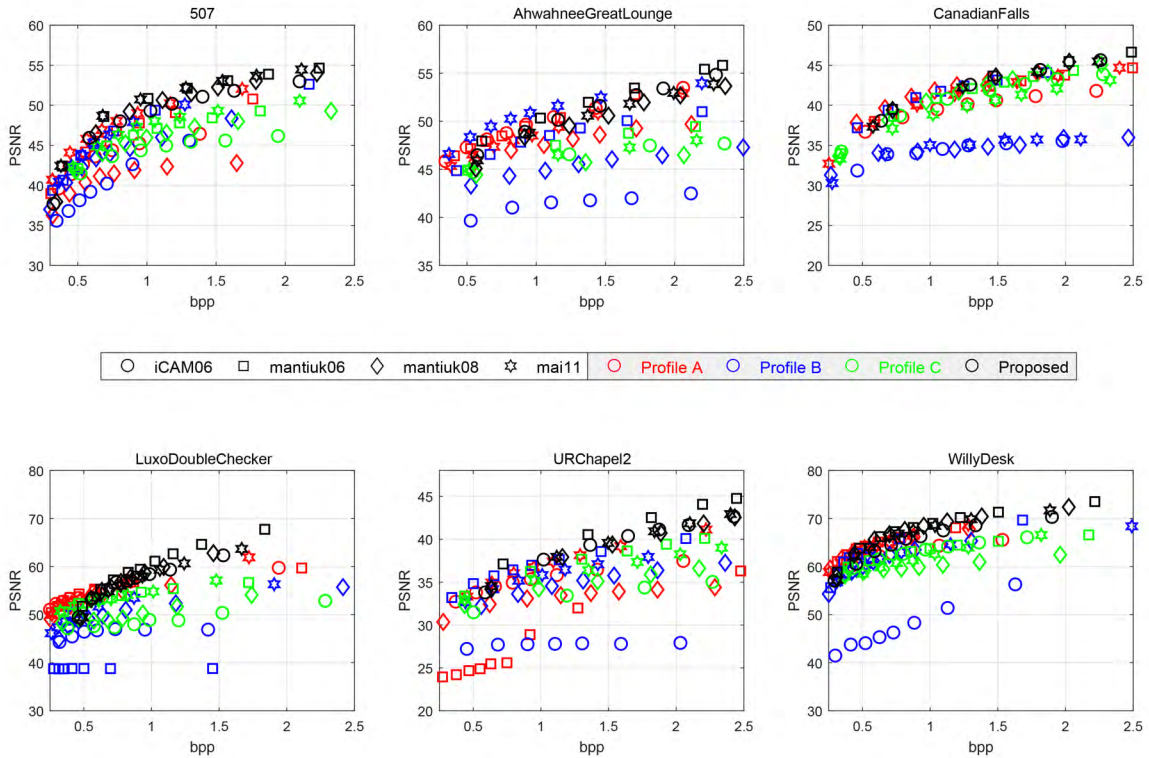 507
AhwahneeGreatLounge
CanadianFalls
60
55
50
45
40
35
30
PSNR
0.5 1 1.5 2 2.5
bpp
60
55
50
45
40
35
PSNR
0.5 1 1.5 2 2.5
bpp
50
45
40
35
30
25
20
PSNR
0.5 1 1.5 2 2.5
bpp
iCAM06 mantiuk06 mantiuk08 mai11 Profile A Profile B Profile C Proposed
LuxoDoubleChecker
URChapel2
WillyDesk
80
70
60
50
40
30
PSNR
0.5 1 1.5 2 2.5
bpp
45
40
35
30
25
20
PSNR
0.5 1 1.5 2 2.5
bpp
80
70
60
50
40
30
PSNR
0.5 1 1.5 2 2.5
bpp